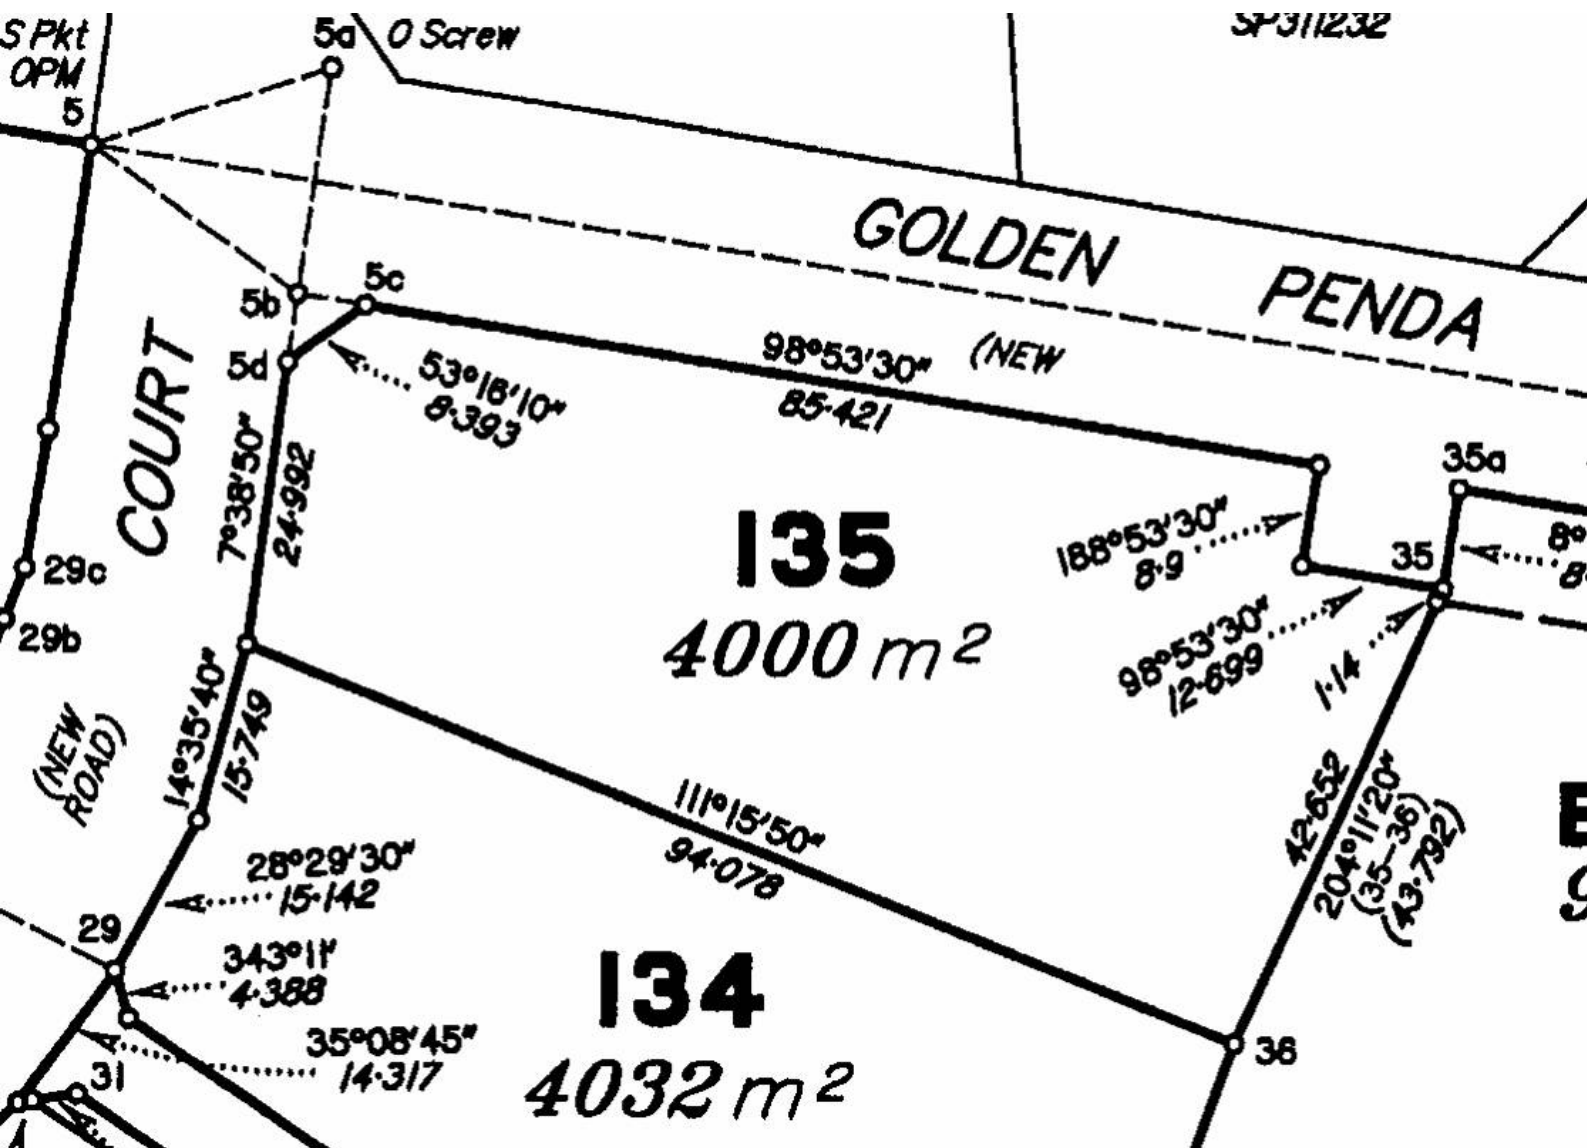 S Pkt
OPM
5
5a
O Screw
SP311232
GOLDEN PENDA
(NEW
5b
5c
5d
98°53'30"
85·421
53°16'10"
8·393
COURT
7°38'50"
24·992
135
4000 m²
188°53'30"
8·9
35a
35
8°
8·
98°53'30"
12·699
1·14
29c
29b
(NEW
ROAD)
14°35'40"
15·749
111°15'50"
94·078
42·652
204°11'20"
(35–36)
(43·792)
9
28°29'30"
15·142
29
343°11'
4·388
134
4032 m²
35°08'45"
14·317
31
36